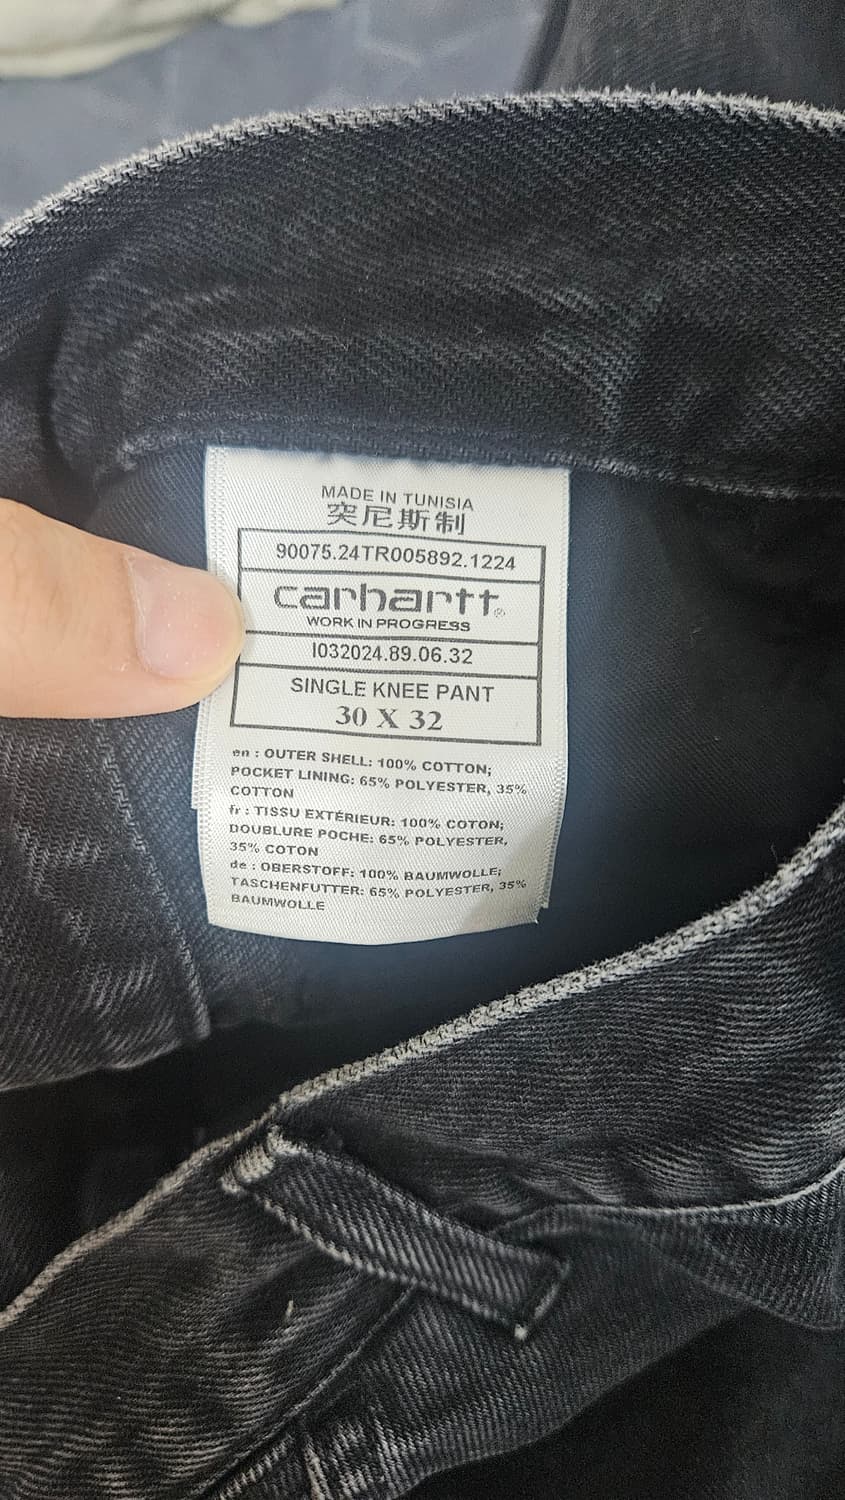 MADE IN TUNISIA
突尼斯制
90075.24TR005892.1224
carhartt®
WORK IN PROGRESS
I032024.89.06.32
SINGLE KNEE PANT
30 X 32
en : OUTER SHELL: 100% COTTON;
POCKET LINING: 65% POLYESTER, 35%
COTTON
fr : TISSU EXTÉRIEUR: 100% COTON;
DOUBLURE POCHE: 65% POLYESTER,
35% COTON
de : OBERSTOFF: 100% BAUMWOLLE;
TASCHENFUTTER: 65% POLYESTER, 35%
BAUMWOLLE